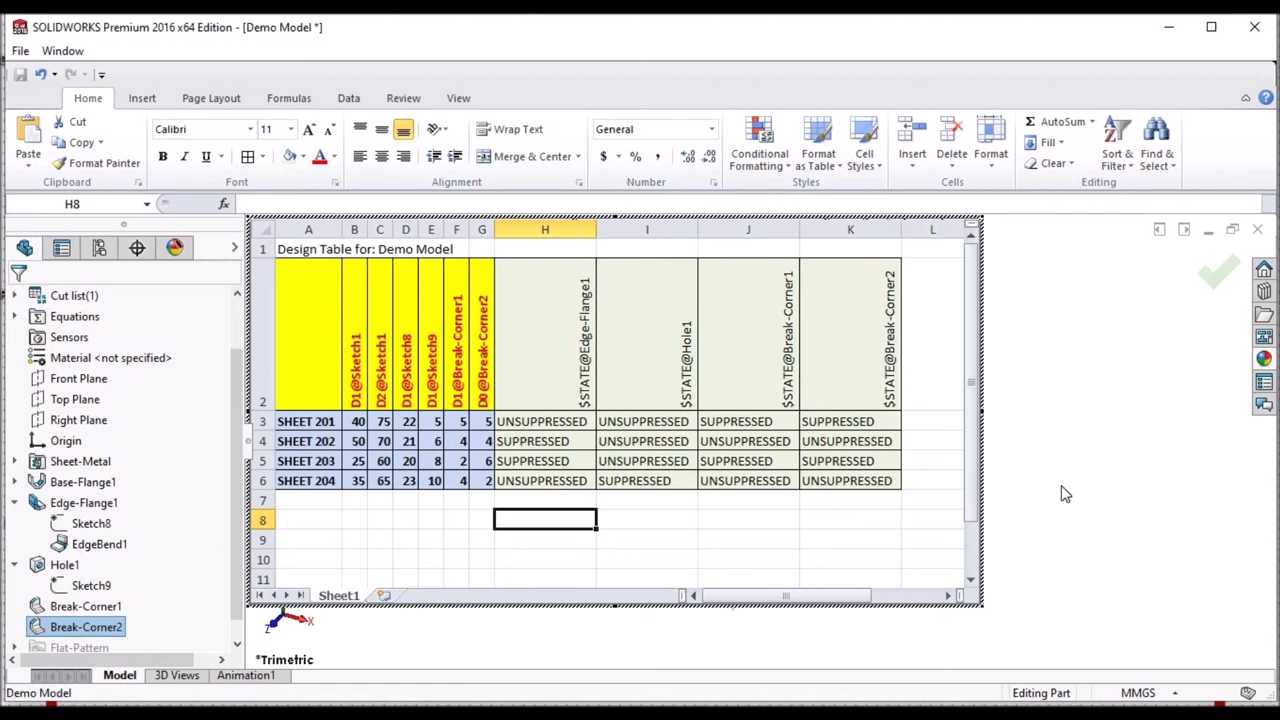 SOLIDWORKS Premium 2016 x64 Edition - [Demo Model *]
File Window
Home Insert Page Layout Formulas Data Review View
Paste Cut Copy Format Painter Clipboard
Calibri 11 A A B I U A Font
Wrap Text Merge & Center Alignment
General $ % , Number
Conditional Formatting Format as Table Cell Styles Styles
Insert Delete Format Cells
AutoSum Fill Clear Sort & Filter Find & Select Editing
H8 fx
A B C D E F G H I J K L
1 Design Table for: Demo Model
2 D1@Sketch1 D2@Sketch1 D1@Sketch8 D1@Sketch9 D1@Break-Corner1 D0@Break-Corner2 $STATE@Edge-Flange1 $STATE@Hole1 $STATE@Break-Corner1 $STATE@Break-Corner2
3 SHEET 201 40 75 22 5 5 5 UNSUPPRESSED UNSUPPRESSED SUPPRESSED SUPPRESSED
4 SHEET 202 50 70 21 6 4 4 SUPPRESSED UNSUPPRESSED UNSUPPRESSED UNSUPPRESSED
5 SHEET 203 25 60 20 8 2 6 SUPPRESSED UNSUPPRESSED SUPPRESSED UNSUPPRESSED
6 SHEET 204 35 65 23 10 4 2 UNSUPPRESSED SUPPRESSED UNSUPPRESSED UNSUPPRESSED
7
8
9
10
11
Sheet1
Cut list(1)
Equations
Sensors
Material <not specified>
Front Plane
Top Plane
Right Plane
Origin
Sheet-Metal
Base-Flange1
Edge-Flange1
Sketch8
EdgeBend1
Hole1
Sketch9
Break-Corner1
Break-Corner2
Flat-Pattern
Z X
*Trimetric
Model 3D Views Animation1
Demo Model Editing Part MMGS